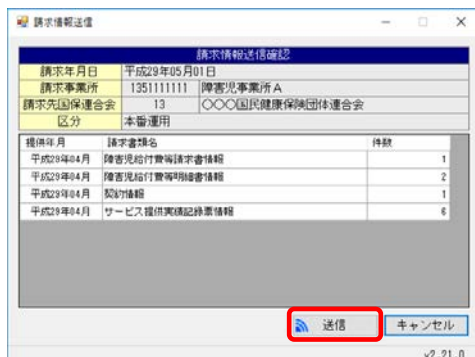 請求情報送信
請求情報送信確認
請求年月日 平成29年05月01日
請求事業所 1351111111 障害児事業所A
請求先国保連合会 13 〇〇〇国民健康保険団体連合会
区分 本番運用
提供年月 請求書類名 件数
平成29年04月 障害児給付費等請求書情報 1
平成29年04月 障害児給付費等明細書情報 2
平成29年04月 契約情報 1
平成29年04月 サービス提供実績記録票情報 6
送信 キャンセル
v2.21.0